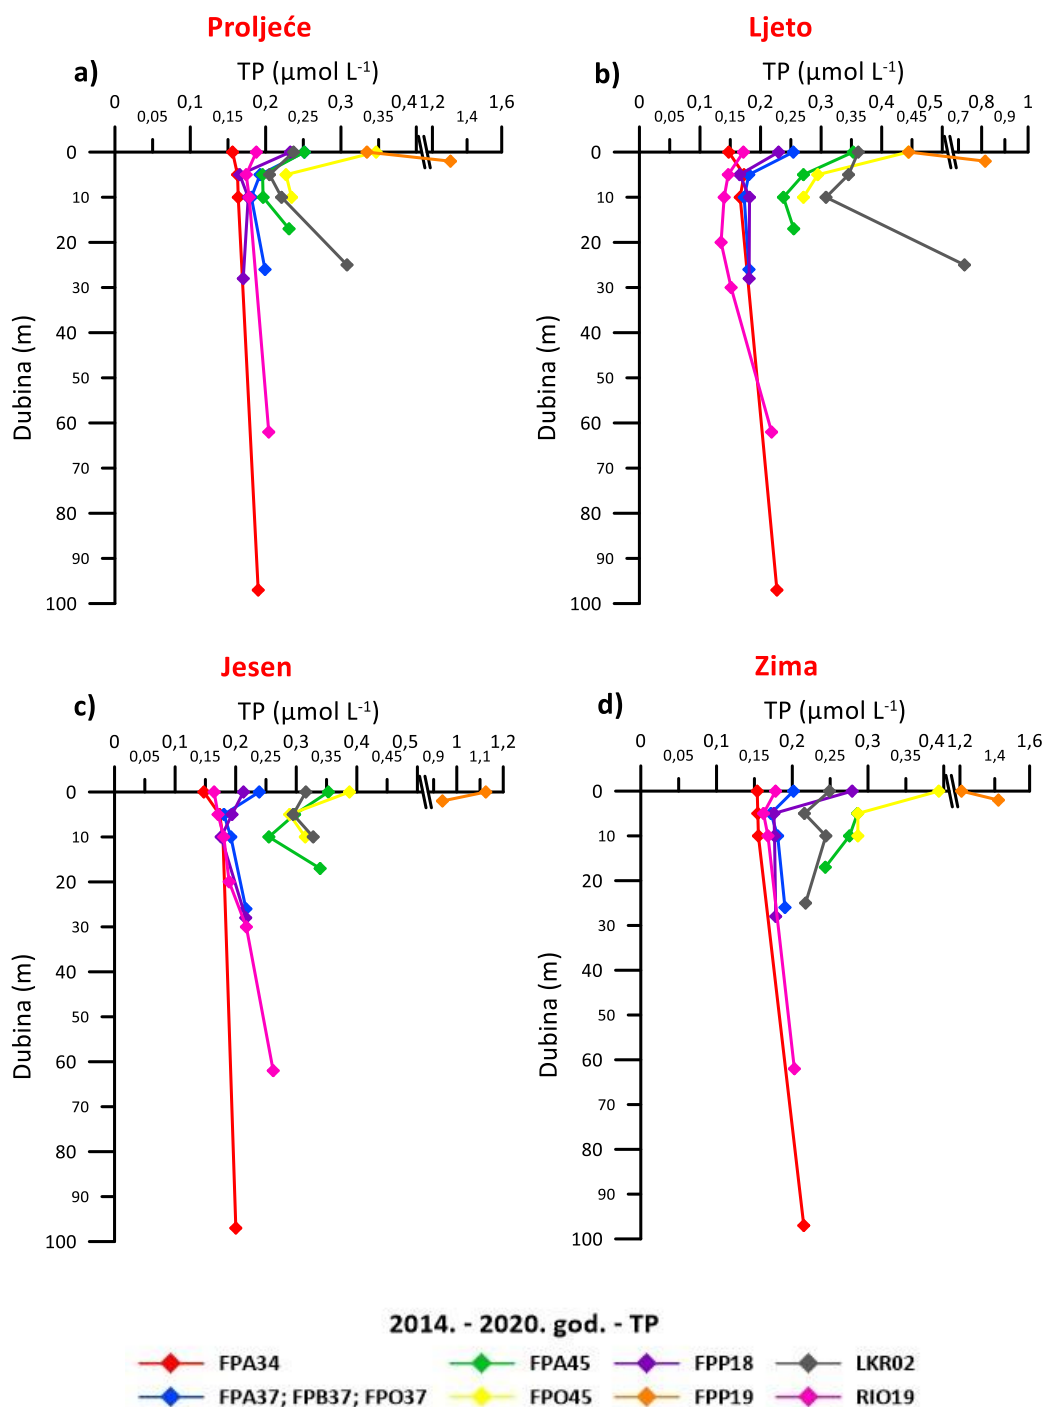 Proljeće
a)
TP (µmol L-1)
0 0,1 0,2 0,3 0,4 1,2 1,6
0,05 0,15 0,25 0,35 1,4
0
10
20
30
40
50
60
70
80
90
100
Dubina (m)
Ljeto
b)
TP (µmol L-1)
0 0,1 0,2 0,3 0,4 0,5 0,7 0,8 0,9 1
0,05 0,15 0,25 0,35 0,45
0
10
20
30
40
50
60
70
80
90
100
Dubina (m)
Jesen
c)
TP (µmol L-1)
0 0,1 0,2 0,3 0,4 0,5 1 1,2
0,05 0,15 0,25 0,35 0,45 0,9 1,1
0
10
20
30
40
50
60
70
80
90
100
Dubina (m)
Zima
d)
TP (µmol L-1)
0 0,1 0,2 0,3 0,4 1,2 1,6
0,05 0,15 0,25 0,35 1,4
0
10
20
30
40
50
60
70
80
90
100
Dubina (m)
2014. - 2020. god. - TP
FPA34 FPA45 FPP18 LKR02
FPA37; FPB37; FPO37 FPO45 FPP19 RIO19